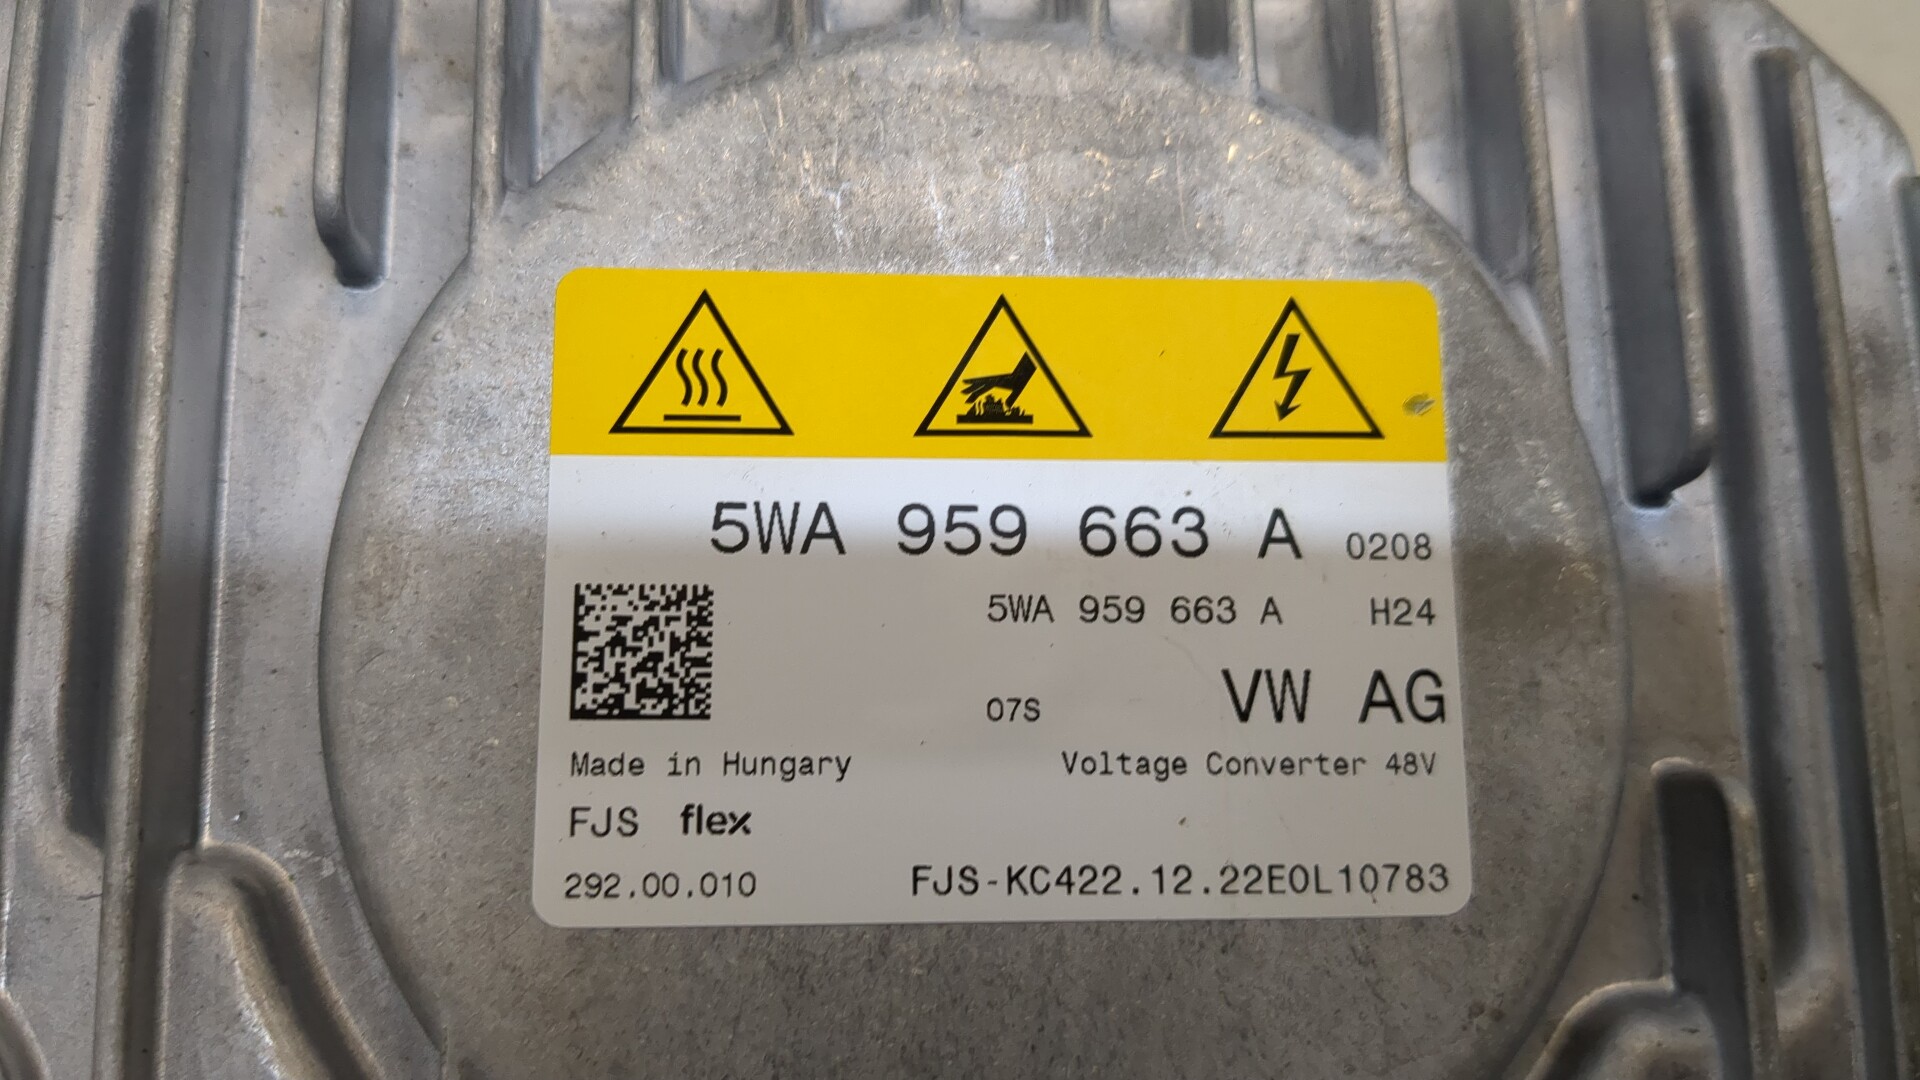 5WA 959 663 A 0208
5WA 959 663 A H24
07S VW AG
Made in Hungary Voltage Converter 48V
FJS flex
292.00.010 FJS-KC422.12.22E0L10783